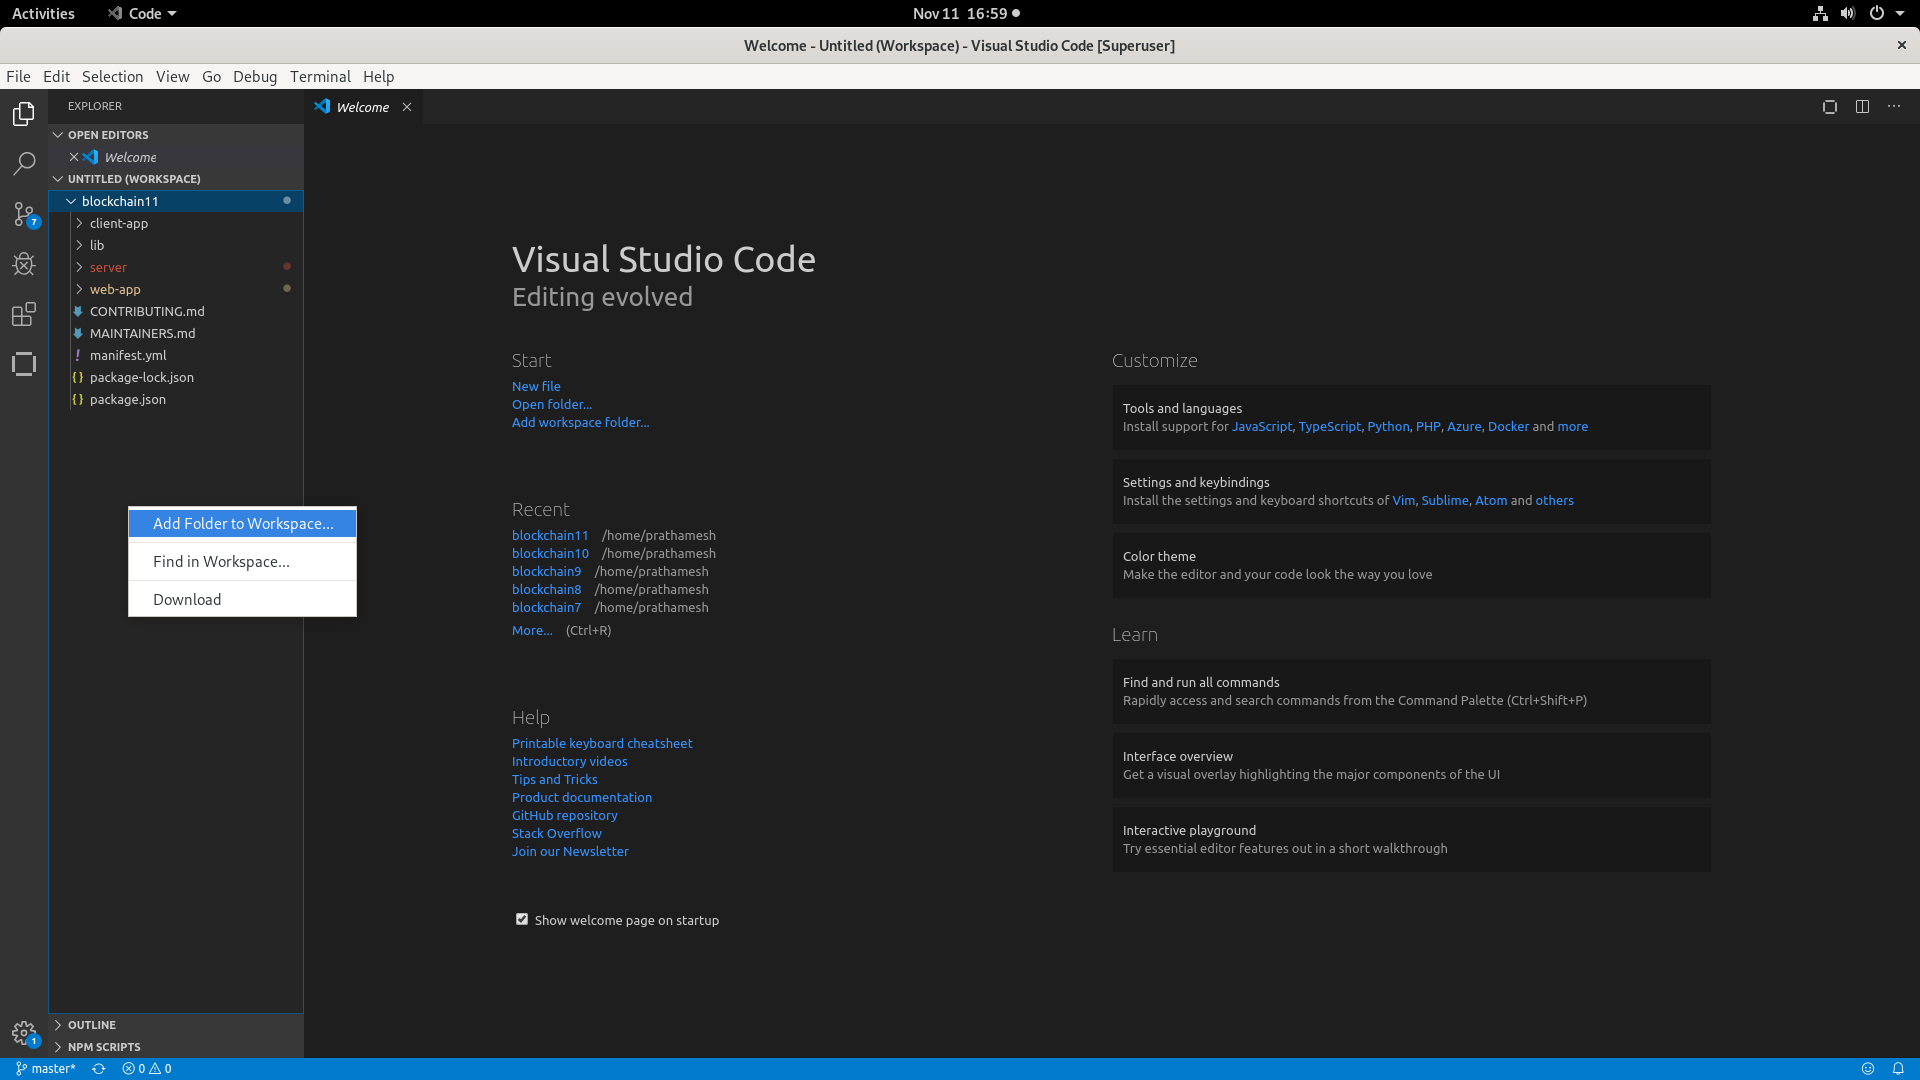 Activities
Code
Nov 11 16:59
Welcome - Untitled (Workspace) - Visual Studio Code [Superuser]
File Edit Selection View Go Debug Terminal Help
EXPLORER
OPEN EDITORS
Welcome
UNTITLED (WORKSPACE)
blockchain11
client-app
lib
server
web-app
CONTRIBUTING.md
MAINTAINERS.md
! manifest.yml
{} package-lock.json
{} package.json
7
Add Folder to Workspace...
Find in Workspace...
Download
OUTLINE
NPM SCRIPTS
1
Welcome
Visual Studio Code
Editing evolved
Start
New file
Open folder...
Add workspace folder...
Recent
blockchain11 /home/prathamesh
blockchain10 /home/prathamesh
blockchain9 /home/prathamesh
blockchain8 /home/prathamesh
blockchain7 /home/prathamesh
More... (Ctrl+R)
Help
Printable keyboard cheatsheet
Introductory videos
Tips and Tricks
Product documentation
GitHub repository
Stack Overflow
Join our Newsletter
Show welcome page on startup
Customize
Tools and languages
Install support for JavaScript, TypeScript, Python, PHP, Azure, Docker and more
Settings and keybindings
Install the settings and keyboard shortcuts of Vim, Sublime, Atom and others
Color theme
Make the editor and your code look the way you love
Learn
Find and run all commands
Rapidly access and search commands from the Command Palette (Ctrl+Shift+P)
Interface overview
Get a visual overlay highlighting the major components of the UI
Interactive playground
Try essential editor features out in a short walkthrough
master* 0 0